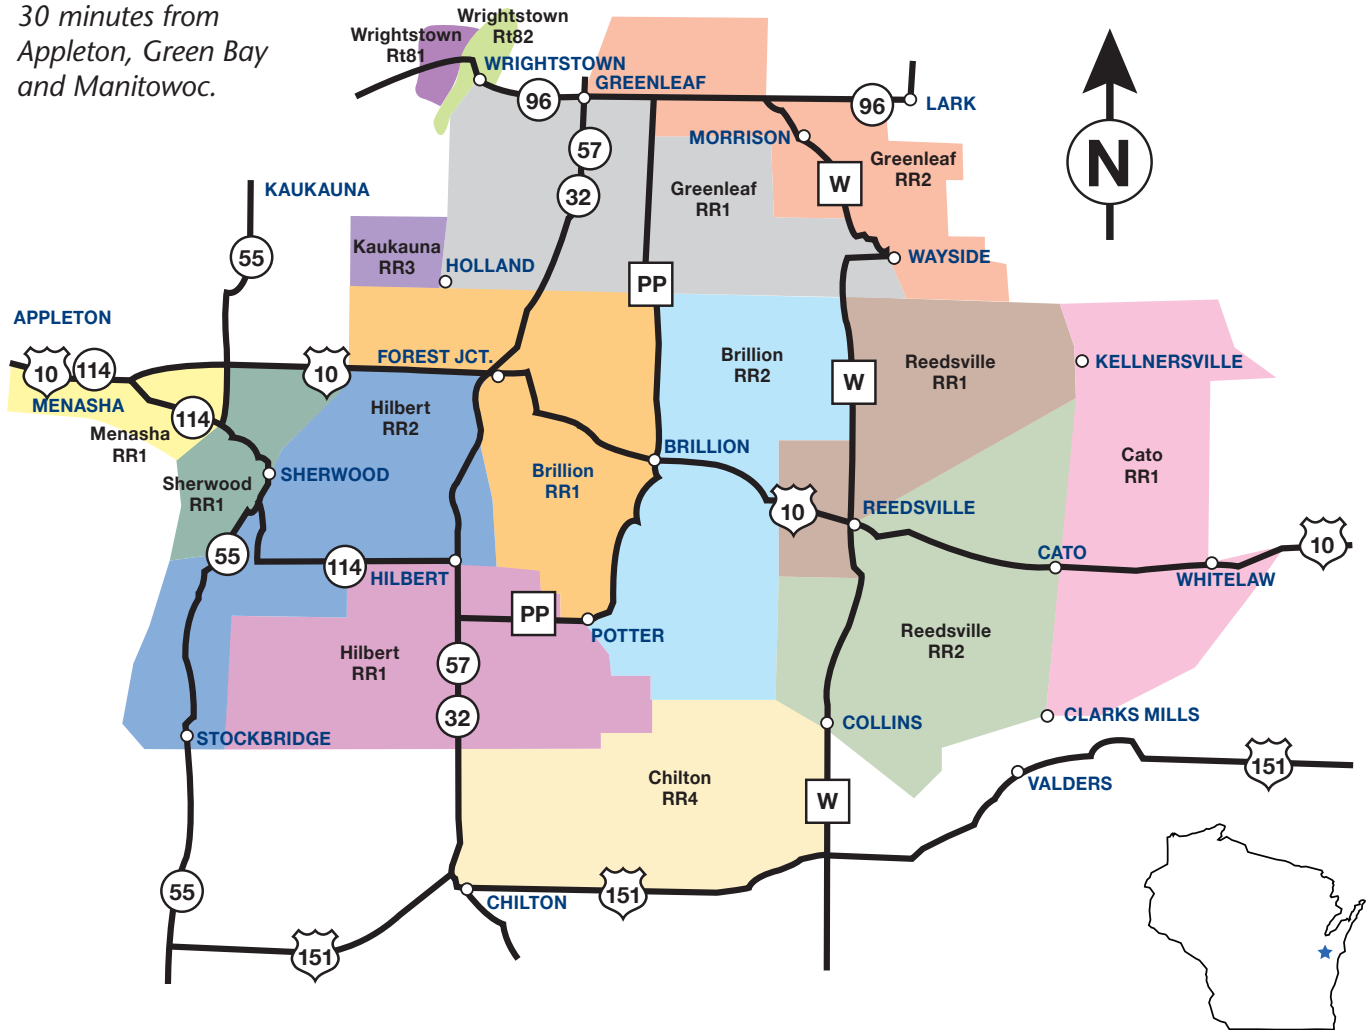 30 minutes from
Appleton, Green Bay
and Manitowoc.
Wrightstown
Rt81
Wrightstown
Rt82
WRIGHTSTOWN
GREENLEAF
96
96
LARK
57
MORRISON
Greenleaf
RR2
W
N
32
Greenleaf
RR1
KAUKAUNA
55
Kaukauna
RR3
HOLLAND
WAYSIDE
PP
APPLETON
10
114
10
FOREST JCT.
Brillion
RR2
Reedsville
RR1
KELLNERSVILLE
W
MENASHA
114
Menasha
RR1
Hilbert
RR2
SHERWOOD
Sherwood
RR1
BRILLION
Brillion
RR1
Cato
RR1
10
REEDSVILLE
10
55
114
HILBERT
CATO
WHITELAW
PP
POTTER
Reedsville
RR2
Hilbert
RR1
57
32
STOCKBRIDGE
COLLINS
CLARKS MILLS
Chilton
RR4
VALDERS
151
W
55
151
CHILTON
151